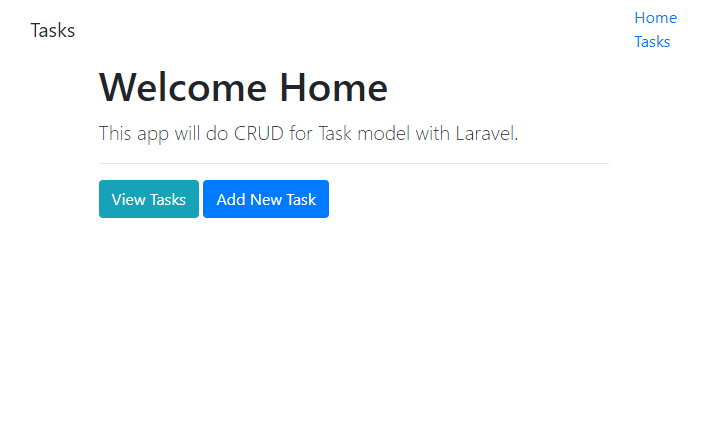 Tasks
Home
Tasks
Welcome Home
This app will do CRUD for Task model with Laravel.
View Tasks
Add New Task